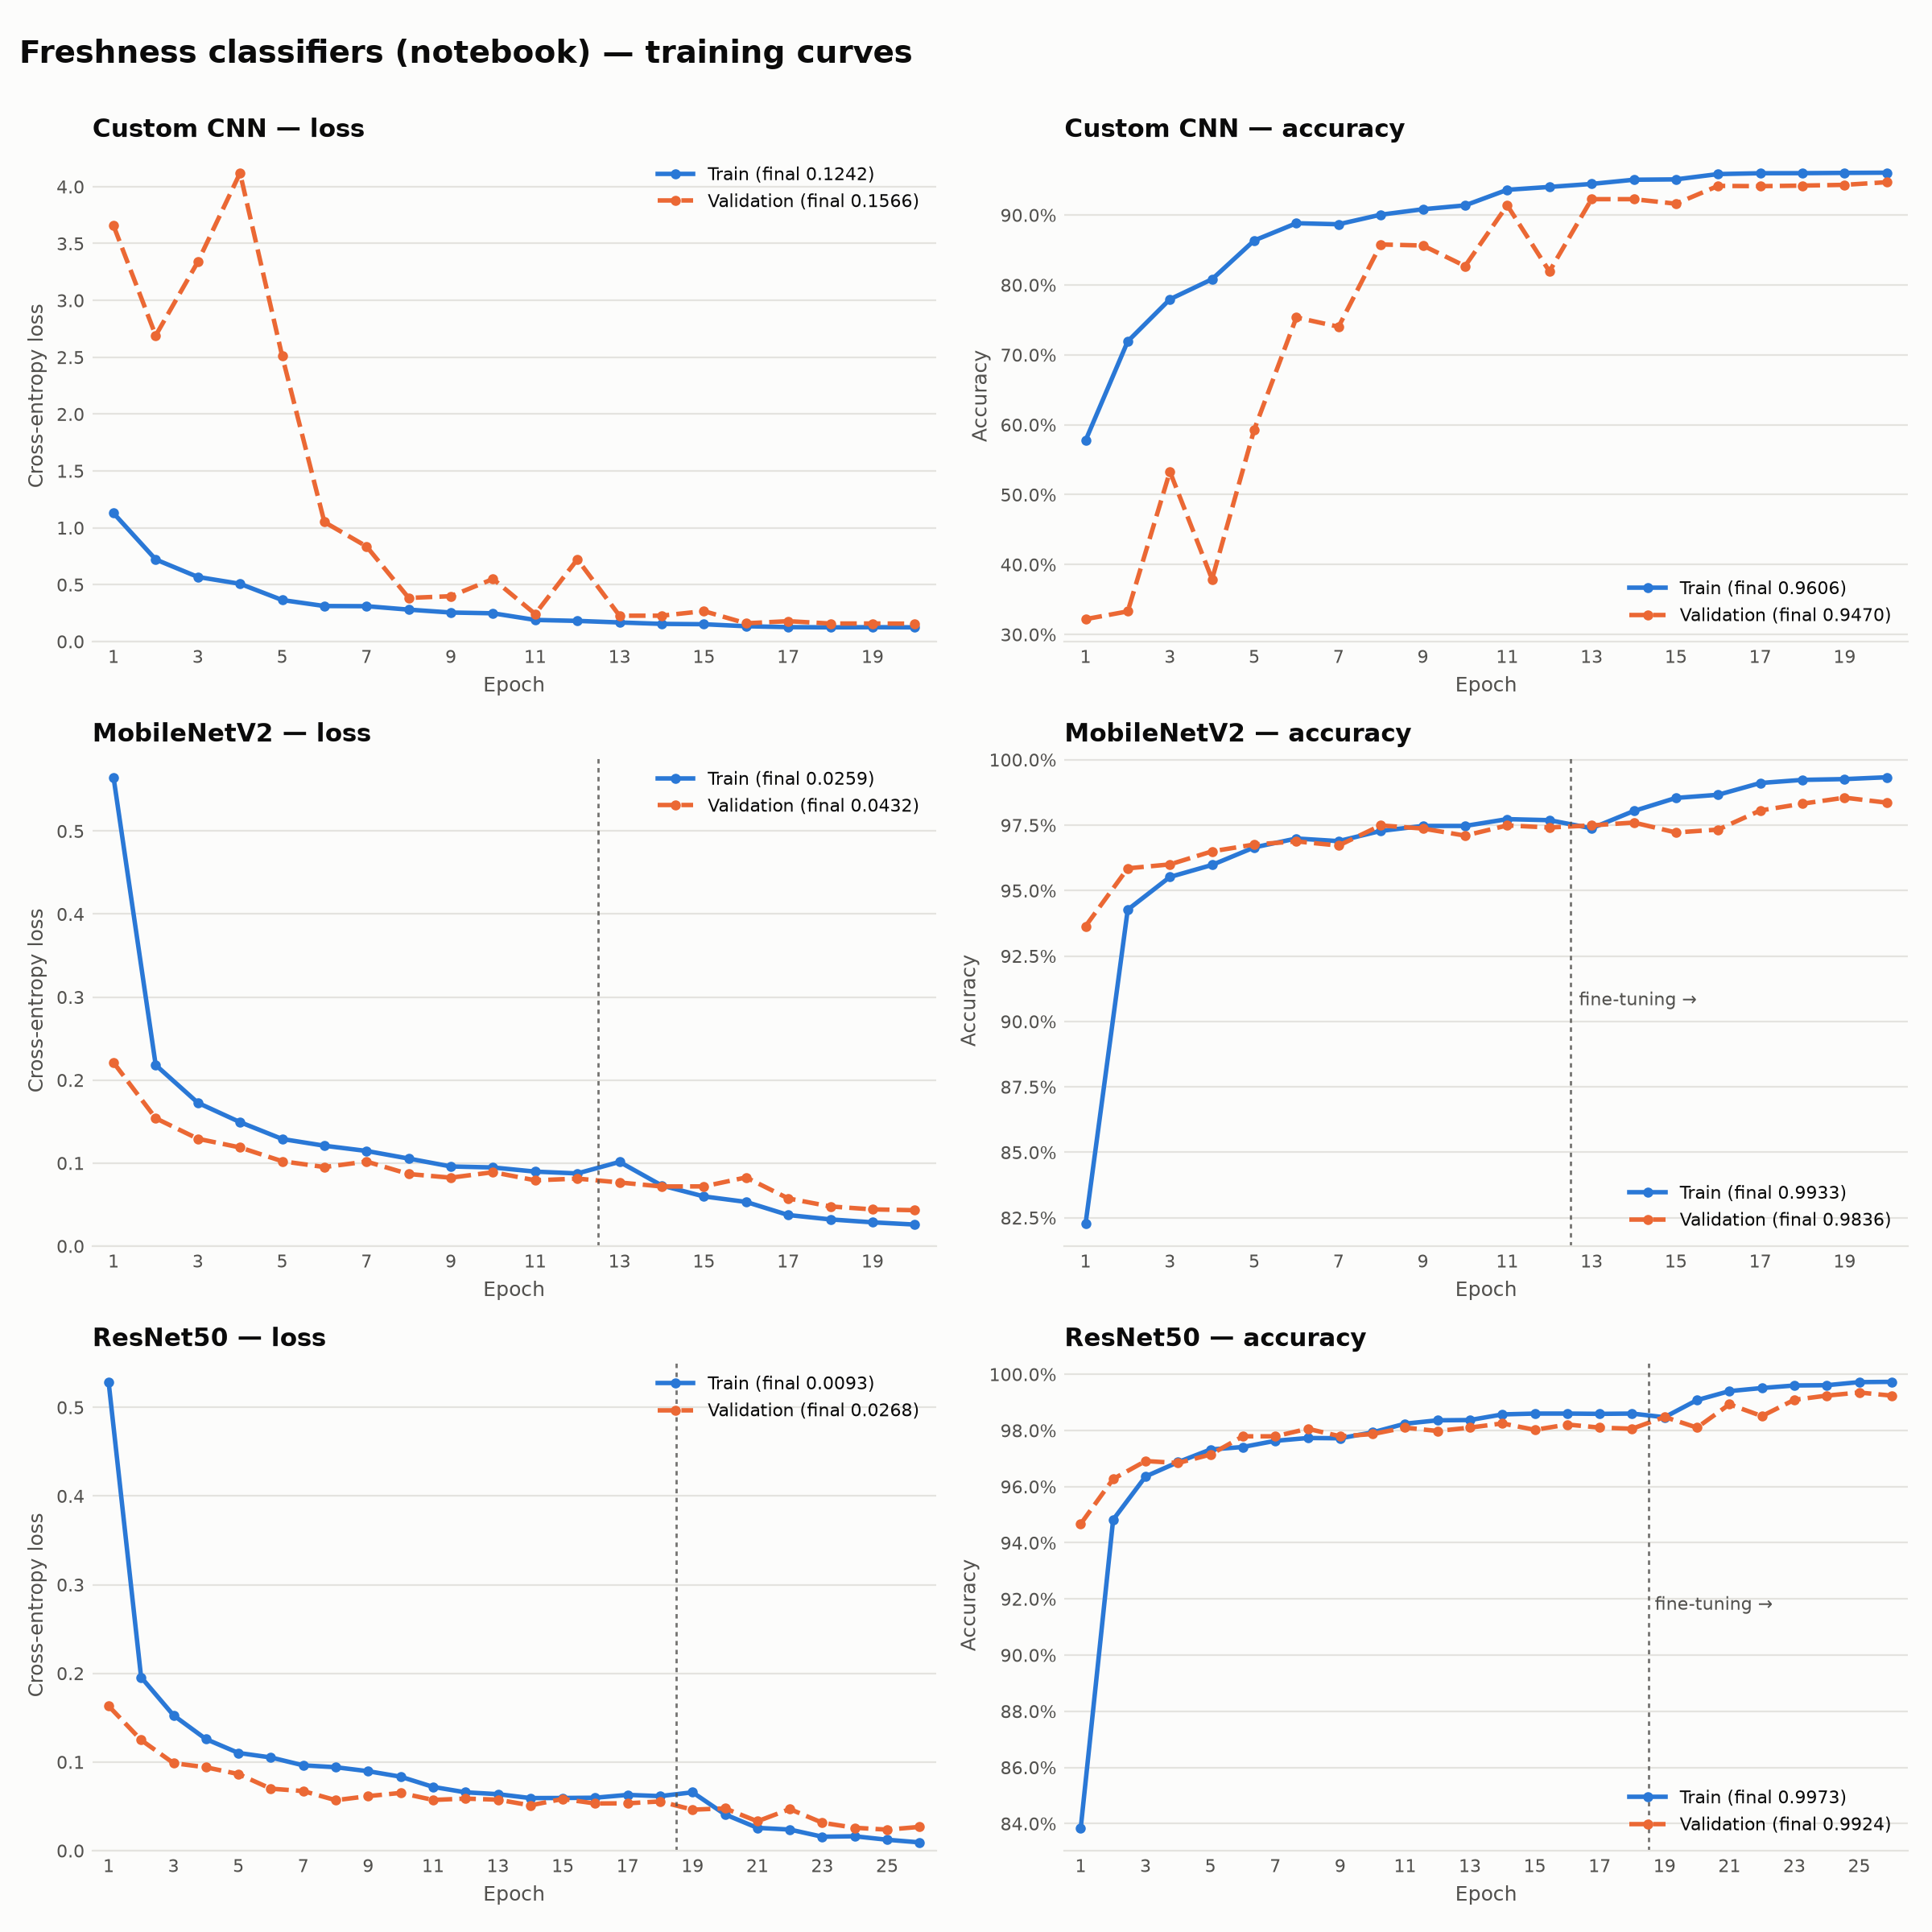 Freshness classifiers (notebook) — training curves
Custom CNN — loss
Train (final 0.1242)
Validation (final 0.1566)
Cross-entropy loss
4.0
3.5
3.0
2.5
2.0
1.5
1.0
0.5
0.0
1 3 5 7 9 11 13 15 17 19
Epoch
Custom CNN — accuracy
Accuracy
90.0%
80.0%
70.0%
60.0%
50.0%
40.0%
30.0%
Train (final 0.9606)
Validation (final 0.9470)
1 3 5 7 9 11 13 15 17 19
Epoch
MobileNetV2 — loss
Train (final 0.0259)
Validation (final 0.0432)
Cross-entropy loss
0.5
0.4
0.3
0.2
0.1
0.0
1 3 5 7 9 11 13 15 17 19
Epoch
MobileNetV2 — accuracy
Accuracy
100.0%
97.5%
95.0%
92.5%
90.0%
87.5%
85.0%
82.5%
fine-tuning →
Train (final 0.9933)
Validation (final 0.9836)
1 3 5 7 9 11 13 15 17 19
Epoch
ResNet50 — loss
Train (final 0.0093)
Validation (final 0.0268)
Cross-entropy loss
0.5
0.4
0.3
0.2
0.1
0.0
1 3 5 7 9 11 13 15 17 19 21 23 25
Epoch
ResNet50 — accuracy
Accuracy
100.0%
98.0%
96.0%
94.0%
92.0%
90.0%
88.0%
86.0%
84.0%
fine-tuning →
Train (final 0.9973)
Validation (final 0.9924)
1 3 5 7 9 11 13 15 17 19 21 23 25
Epoch